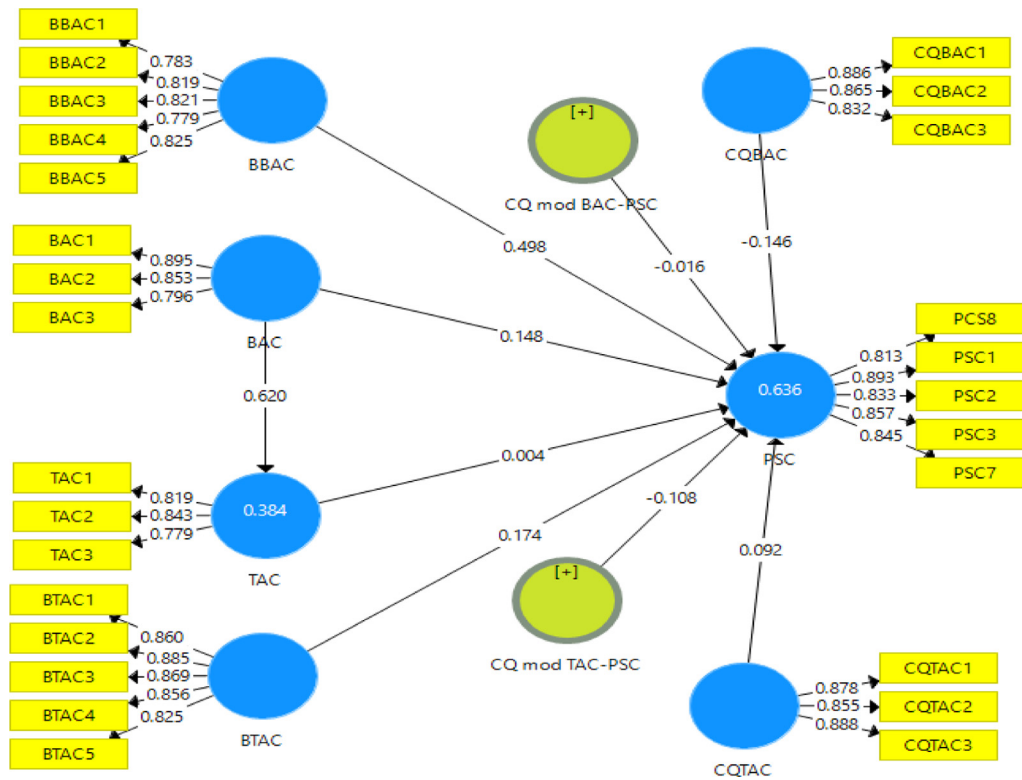 BBAC1
BBAC2
BBAC3
BBAC4
BBAC5
0.783
0.819
0.821
0.779
0.825
BBAC
[+]
CQ mod BAC-PSC
CQBAC
0.886
0.865
0.832
CQBAC1
CQBAC2
CQBAC3
0.498
-0.016
-0.146
BAC1
BAC2
BAC3
0.895
0.853
0.796
BAC
0.148
0.620
0.636
PSC
0.813
0.893
0.833
0.857
0.845
PCS8
PSC1
PSC2
PSC3
PSC7
TAC1
TAC2
TAC3
0.819
0.843
0.779
0.384
TAC
0.004
-0.108
0.174
0.092
[+]
CQ mod TAC-PSC
BTAC1
BTAC2
BTAC3
BTAC4
BTAC5
0.860
0.885
0.869
0.856
0.825
BTAC
CQTAC
0.878
0.855
0.888
CQTAC1
CQTAC2
CQTAC3